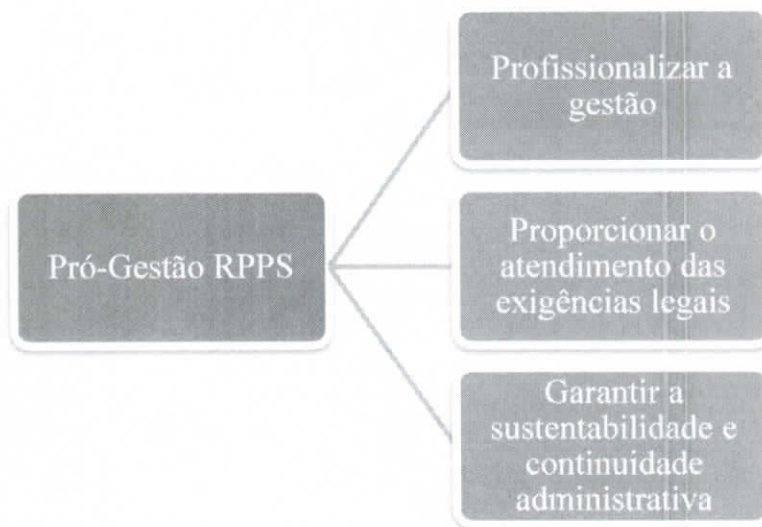 Pró-Gestão RPPS
Profissionalizar a
gestão
Proporcionar o
atendimento das
exigências legais
Garantir a
sustentabilidade e
continuidade
administrativa